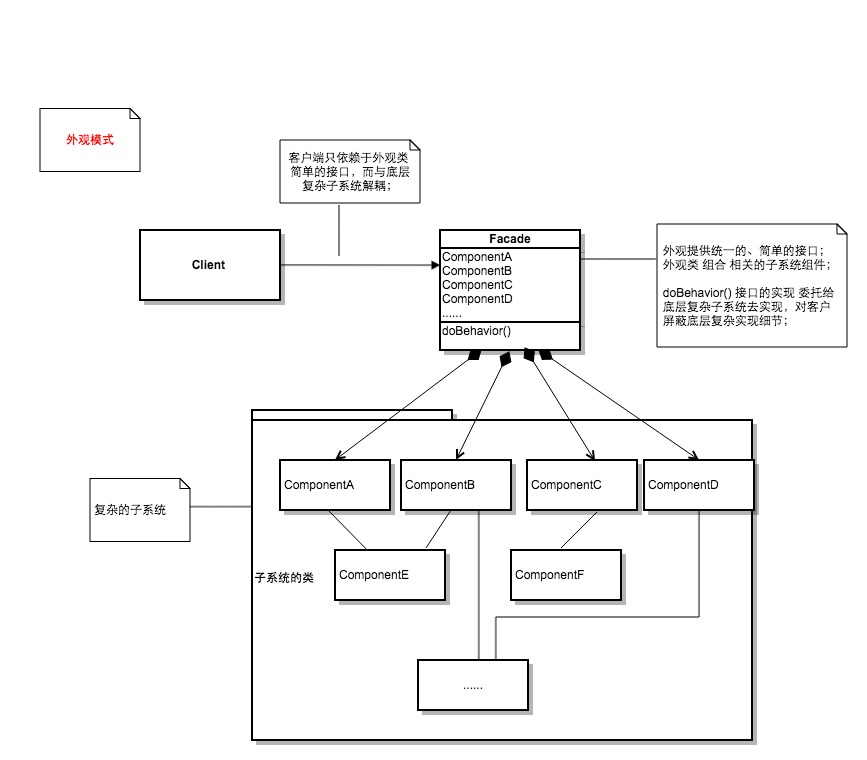 外观模式
客户端只依赖于外观类
简单的接口，而与底层
复杂子系统解耦；
Client
Facade
ComponentA
ComponentB
ComponentC
ComponentD
......
doBehavior()
外观提供统一的、简单的接口；
外观类 组合 相关的子系统组件；
doBehavior() 接口的实现 委托给
底层复杂子系统去实现，对客户
屏蔽底层复杂实现细节；
复杂的子系统
ComponentA
ComponentB
ComponentC
ComponentD
子系统的类
ComponentE
ComponentF
......